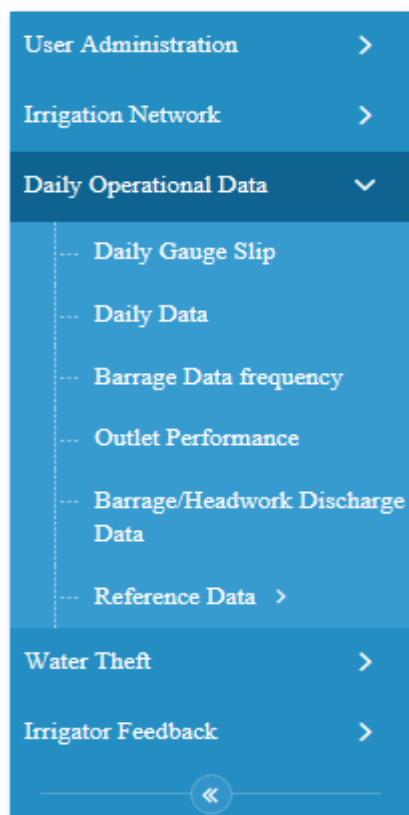 User Administration
Irrigation Network
Daily Operational Data
Daily Gauge Slip
Daily Data
Barrage Data frequency
Outlet Performance
Barrage/Headwork Discharge
Data
Reference Data
Water Theft
Irrigator Feedback